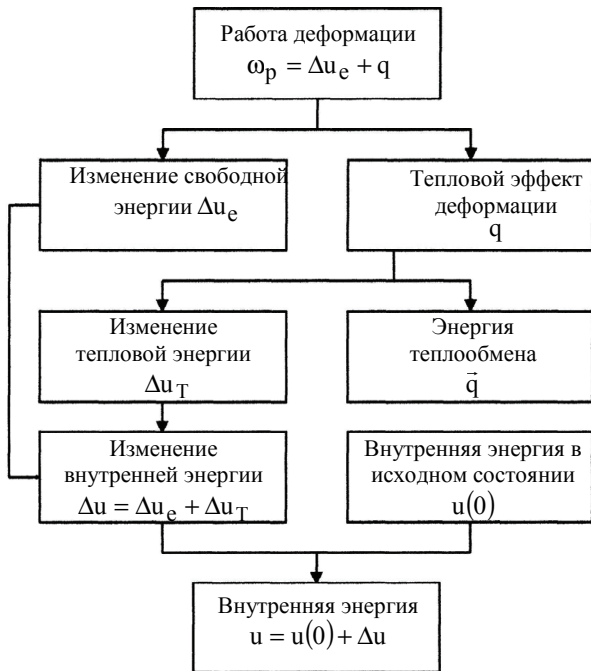 Работа деформации
ωp = Δue + q
Изменение свободной
энергии Δue
Тепловой эффект
деформации
q
Изменение
тепловой энергии
ΔuT
Энергия
теплообмена
q⃗
Изменение
внутренней энергии
Δu = Δue + ΔuT
Внутренняя энергия в
исходном состоянии
u(0)
Внутренняя энергия
u = u(0) + Δu